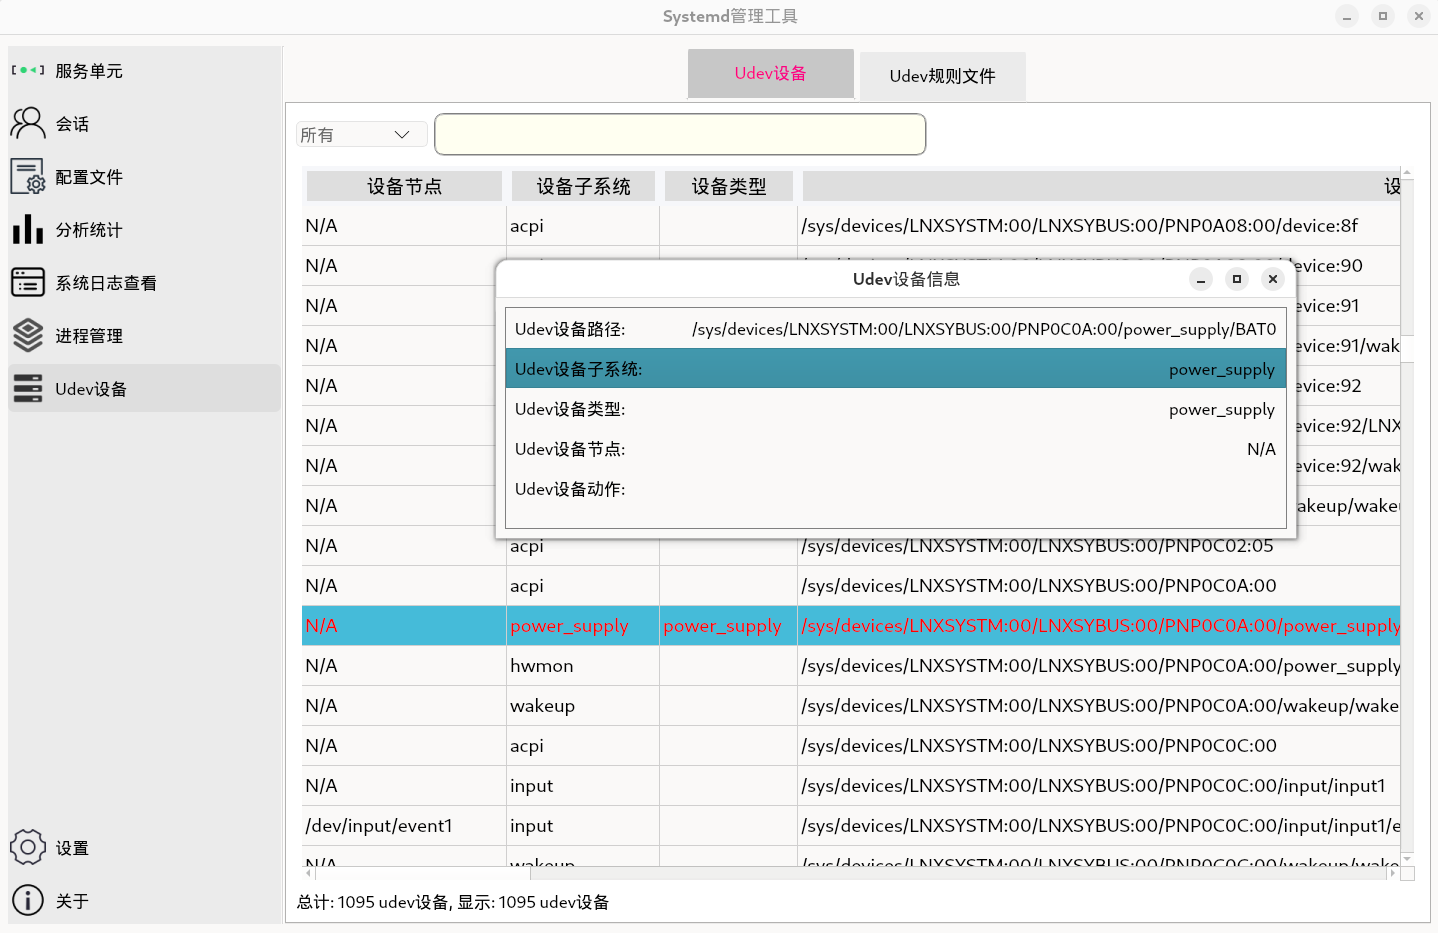 Systemd管理工具
服务单元
会话
配置文件
分析统计
系统日志查看
进程管理
Udev设备
设置
关于
Udev设备
Udev规则文件
所有
设备节点 设备子系统 设备类型 设
N/A acpi /sys/devices/LNXSYSTM:00/LNXSYBUS:00/PNP0A08:00/device:8f
N/A evice:90
N/A evice:91
N/A evice:91/wak
N/A evice:92
N/A evice:92/LNX
N/A evice:92/wak
N/A akeup/wakeu
N/A acpi /sys/devices/LNXSYSTM:00/LNXSYBUS:00/PNP0C02:05
N/A acpi /sys/devices/LNXSYSTM:00/LNXSYBUS:00/PNP0C0A:00
N/A power_supply power_supply /sys/devices/LNXSYSTM:00/LNXSYBUS:00/PNP0C0A:00/power_supply
N/A hwmon /sys/devices/LNXSYSTM:00/LNXSYBUS:00/PNP0C0A:00/power_supply
N/A wakeup /sys/devices/LNXSYSTM:00/LNXSYBUS:00/PNP0C0A:00/wakeup/wake
N/A acpi /sys/devices/LNXSYSTM:00/LNXSYBUS:00/PNP0C0C:00
N/A input /sys/devices/LNXSYSTM:00/LNXSYBUS:00/PNP0C0C:00/input/input1
/dev/input/event1 input /sys/devices/LNXSYSTM:00/LNXSYBUS:00/PNP0C0C:00/input/input1/e
N/A wakeup /sys/devices/LNXSYSTM:00/LNXSYBUS:00/PNP0C0C:00/wakeup/wake
总计: 1095 udev设备, 显示: 1095 udev设备
Udev设备信息
Udev设备路径: /sys/devices/LNXSYSTM:00/LNXSYBUS:00/PNP0C0A:00/power_supply/BAT0
Udev设备子系统: power_supply
Udev设备类型: power_supply
Udev设备节点: N/A
Udev设备动作: